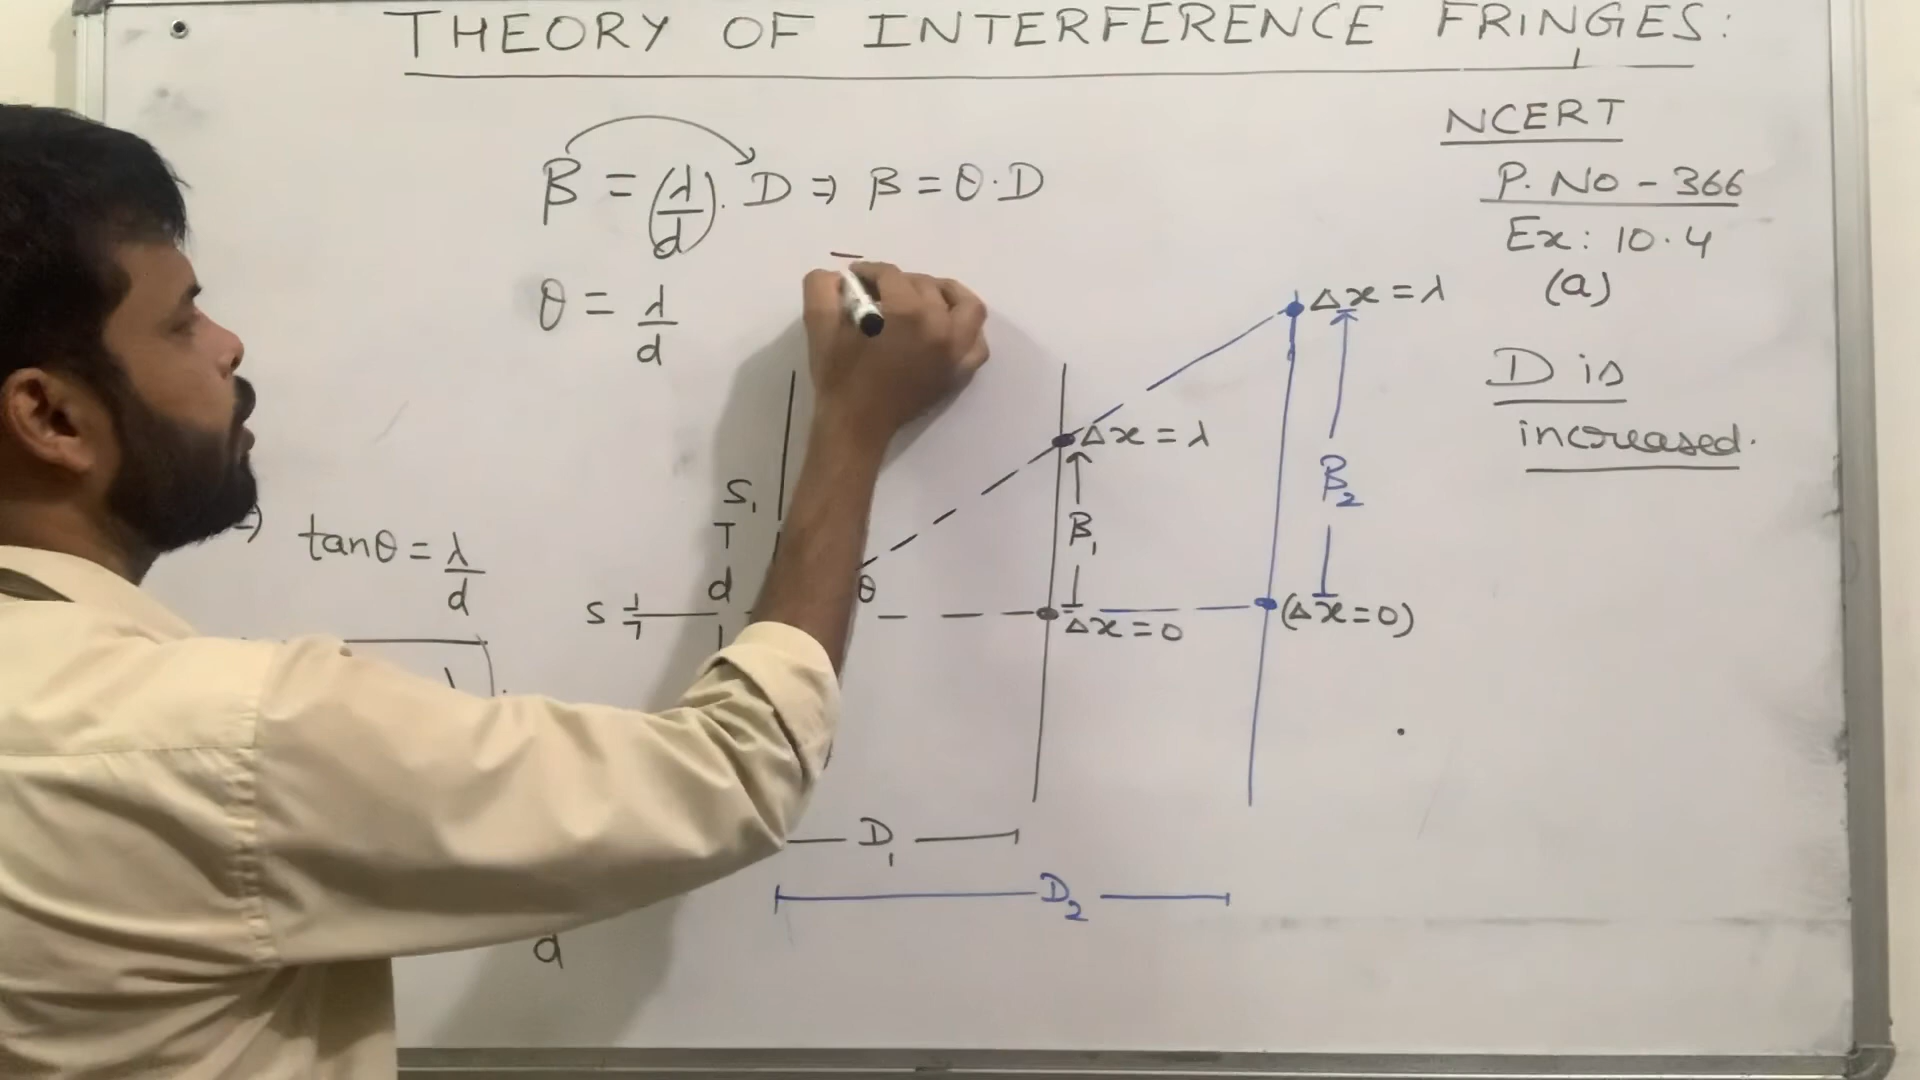 THEORY OF INTERFERENCE FRINGES:
NCERT
P. NO - 366
Ex: 10.4
(a)
D is
increased.
β = (λ/d). D ⇒ β = θ·D
θ = λ/d
tanθ = λ/d
Δx = λ
Δx = λ
S₁
β₁
β₂
d
θ
S
Δx = 0
(Δx = 0)
D₁
D₂
d